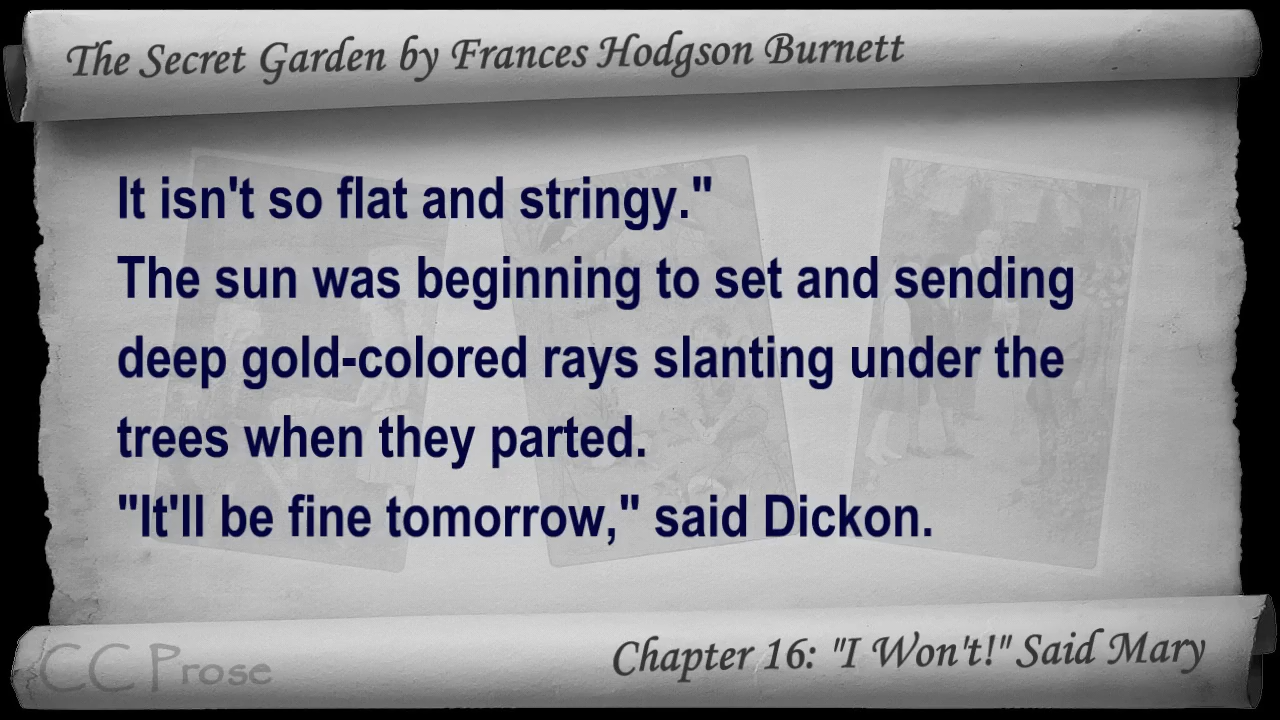 The Secret Garden by Frances Hodgson Burnett
It isn't so flat and stringy."
The sun was beginning to set and sending
deep gold-colored rays slanting under the
trees when they parted.
"It'll be fine tomorrow," said Dickon.
Chapter 16: "I Won't!" Said Mary
CC Prose